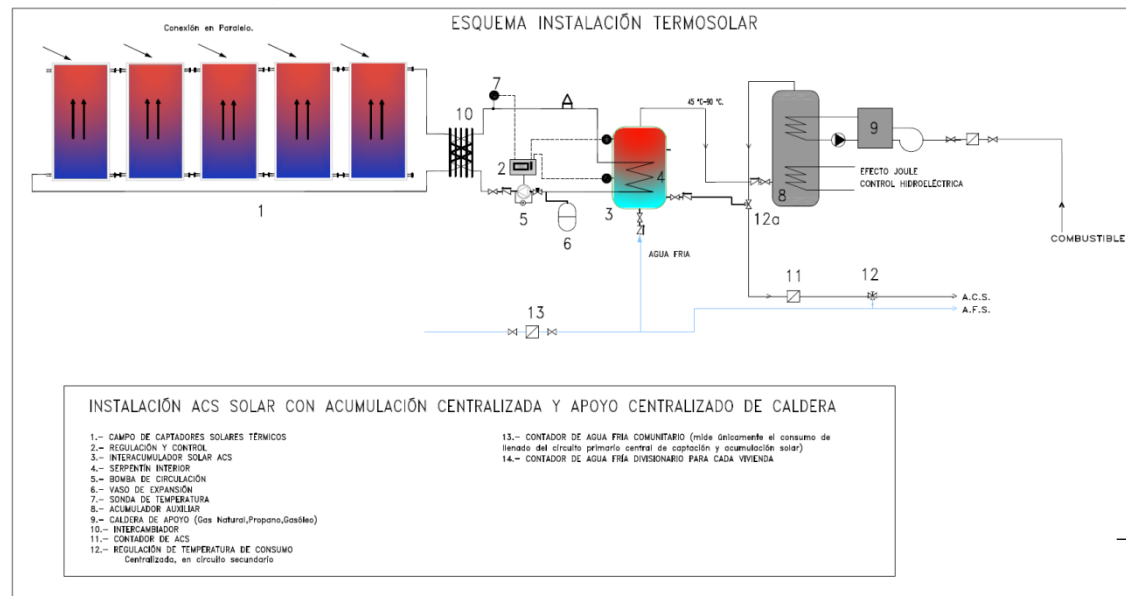 ESQUEMA INSTALACIÓN TERMOSOLAR
Conexión en Paralelo.
7
A
10
45 ºC-90 ºC.
2
4
9
EFECTO JOULE
CONTROL HIDROELÉCTRICA
8
1
5
3
12a
6
COMBUSTIBLE
AGUA FRIA
11
12
A.C.S.
A.F.S.
13
INSTALACIÓN ACS SOLAR CON ACUMULACIÓN CENTRALIZADA Y APOYO CENTRALIZADO DE CALDERA
1.- CAMPO DE CAPTADORES SOLARES TÉRMICOS
2.- REGULACIÓN Y CONTROL
3.- INTERACUMULADOR SOLAR ACS
4.- SERPENTÍN INTERIOR
5.- BOMBA DE CIRCULACIÓN
6.- VASO DE EXPANSIÓN
7.- SONDA DE TEMPERATURA
8.- ACUMULADOR AUXILIAR
9.- CALDERA DE APOYO (Gas Natural,Propano,Gasóleo)
10.- INTERCAMBIADOR
11.- CONTADOR DE ACS
12.- REGULACIÓN DE TEMPERATURA DE CONSUMO
Centralizada, en circuito secundario
13.- CONTADOR DE AGUA FRIA COMUNITARIO (mide únicamente el consumo de
llenado del circuito primario central de captación y acumulación solar)
14.- CONTADOR DE AGUA FRÍA DIVISIONARIO PARA CADA VIVIENDA